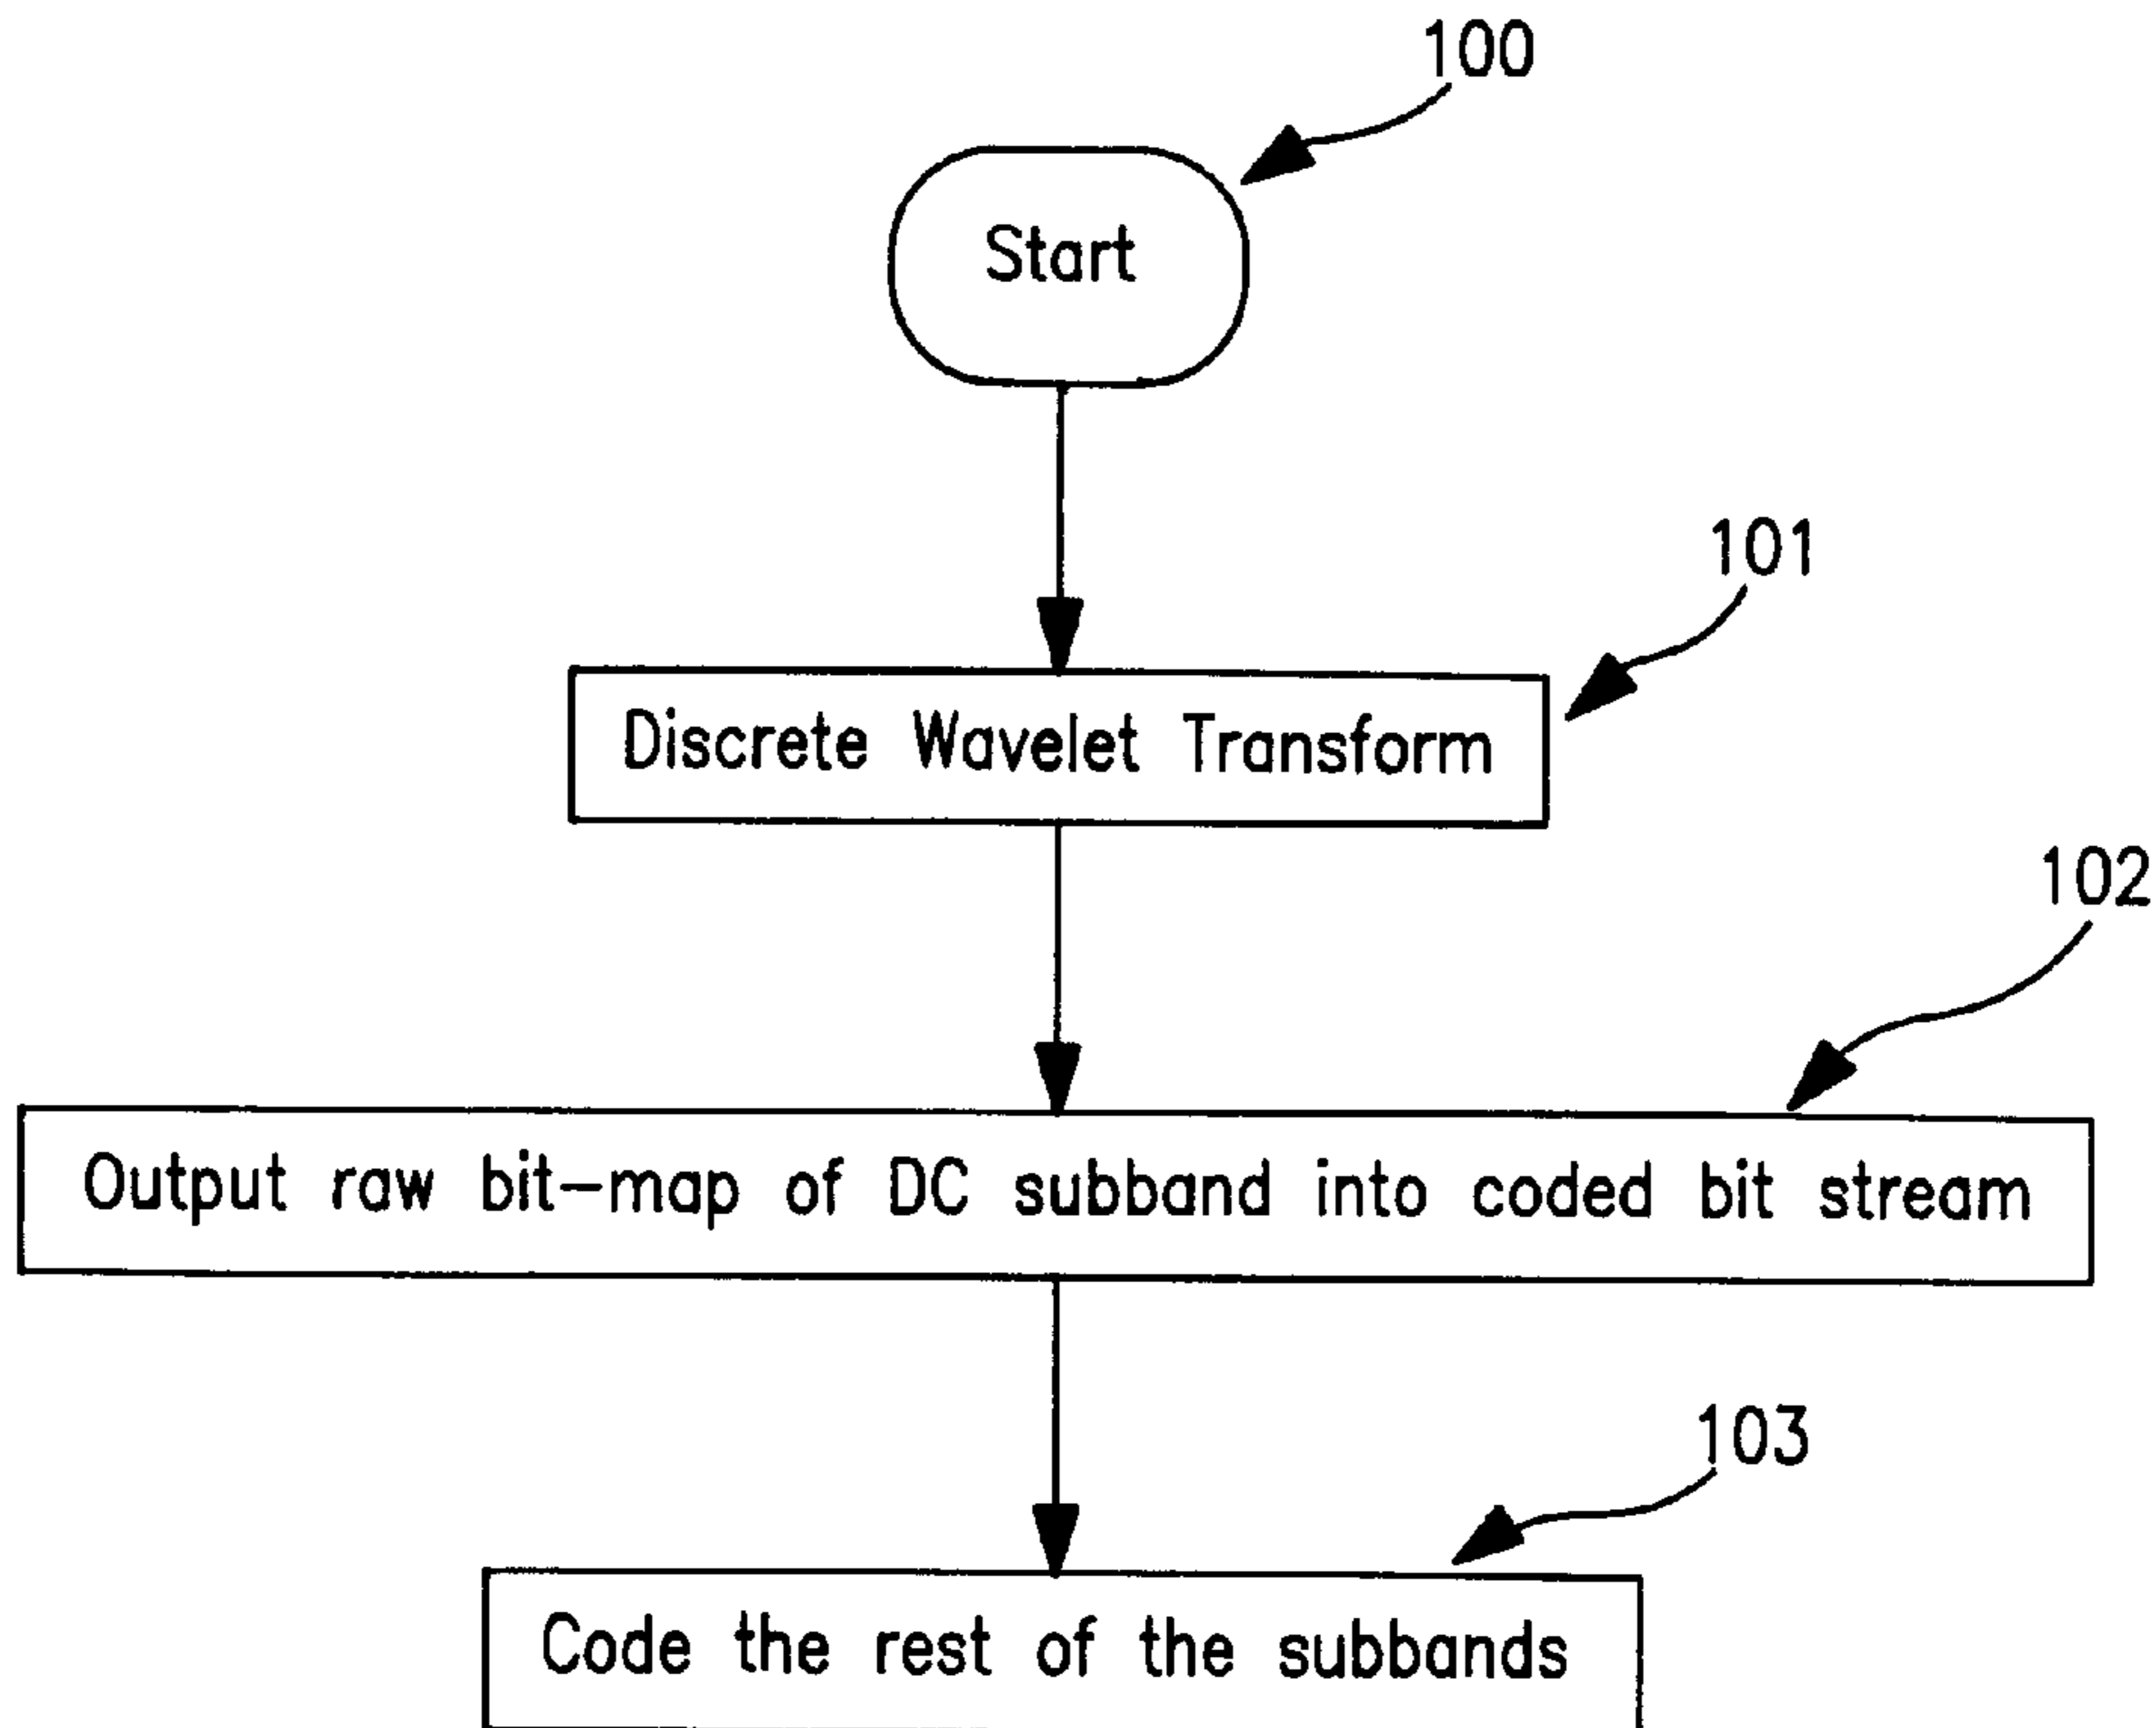 100
Start
101
Discrete Wavelet Transform
102
Output raw bit-map of DC subband into coded bit stream
103
Code the rest of the subbands